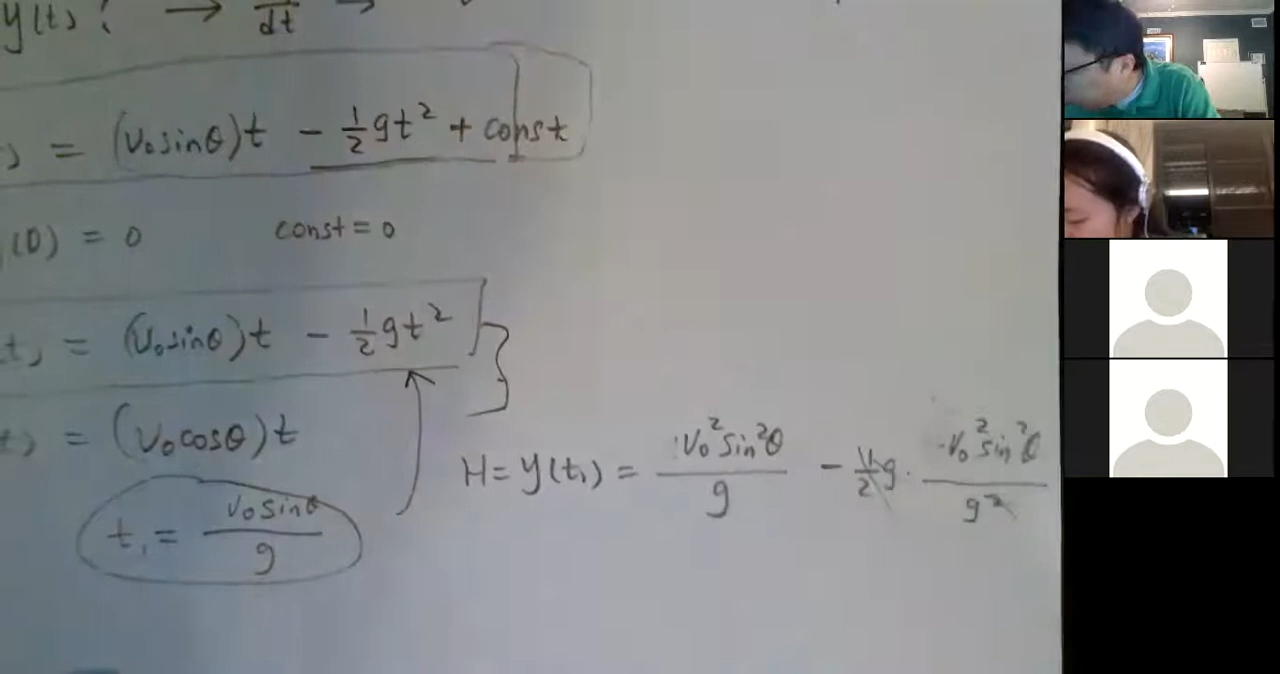 y(t) : → d/dt →
) = (v₀sinθ)t − ½gt² + const
(0) = 0 const = 0
t) = (v₀sinθ)t − ½gt²
t) = (v₀cosθ)t
t₁ = v₀sinθ/g
H = y(t₁) = v₀²sin²θ/g − ½g · v₀²sin²θ/g²